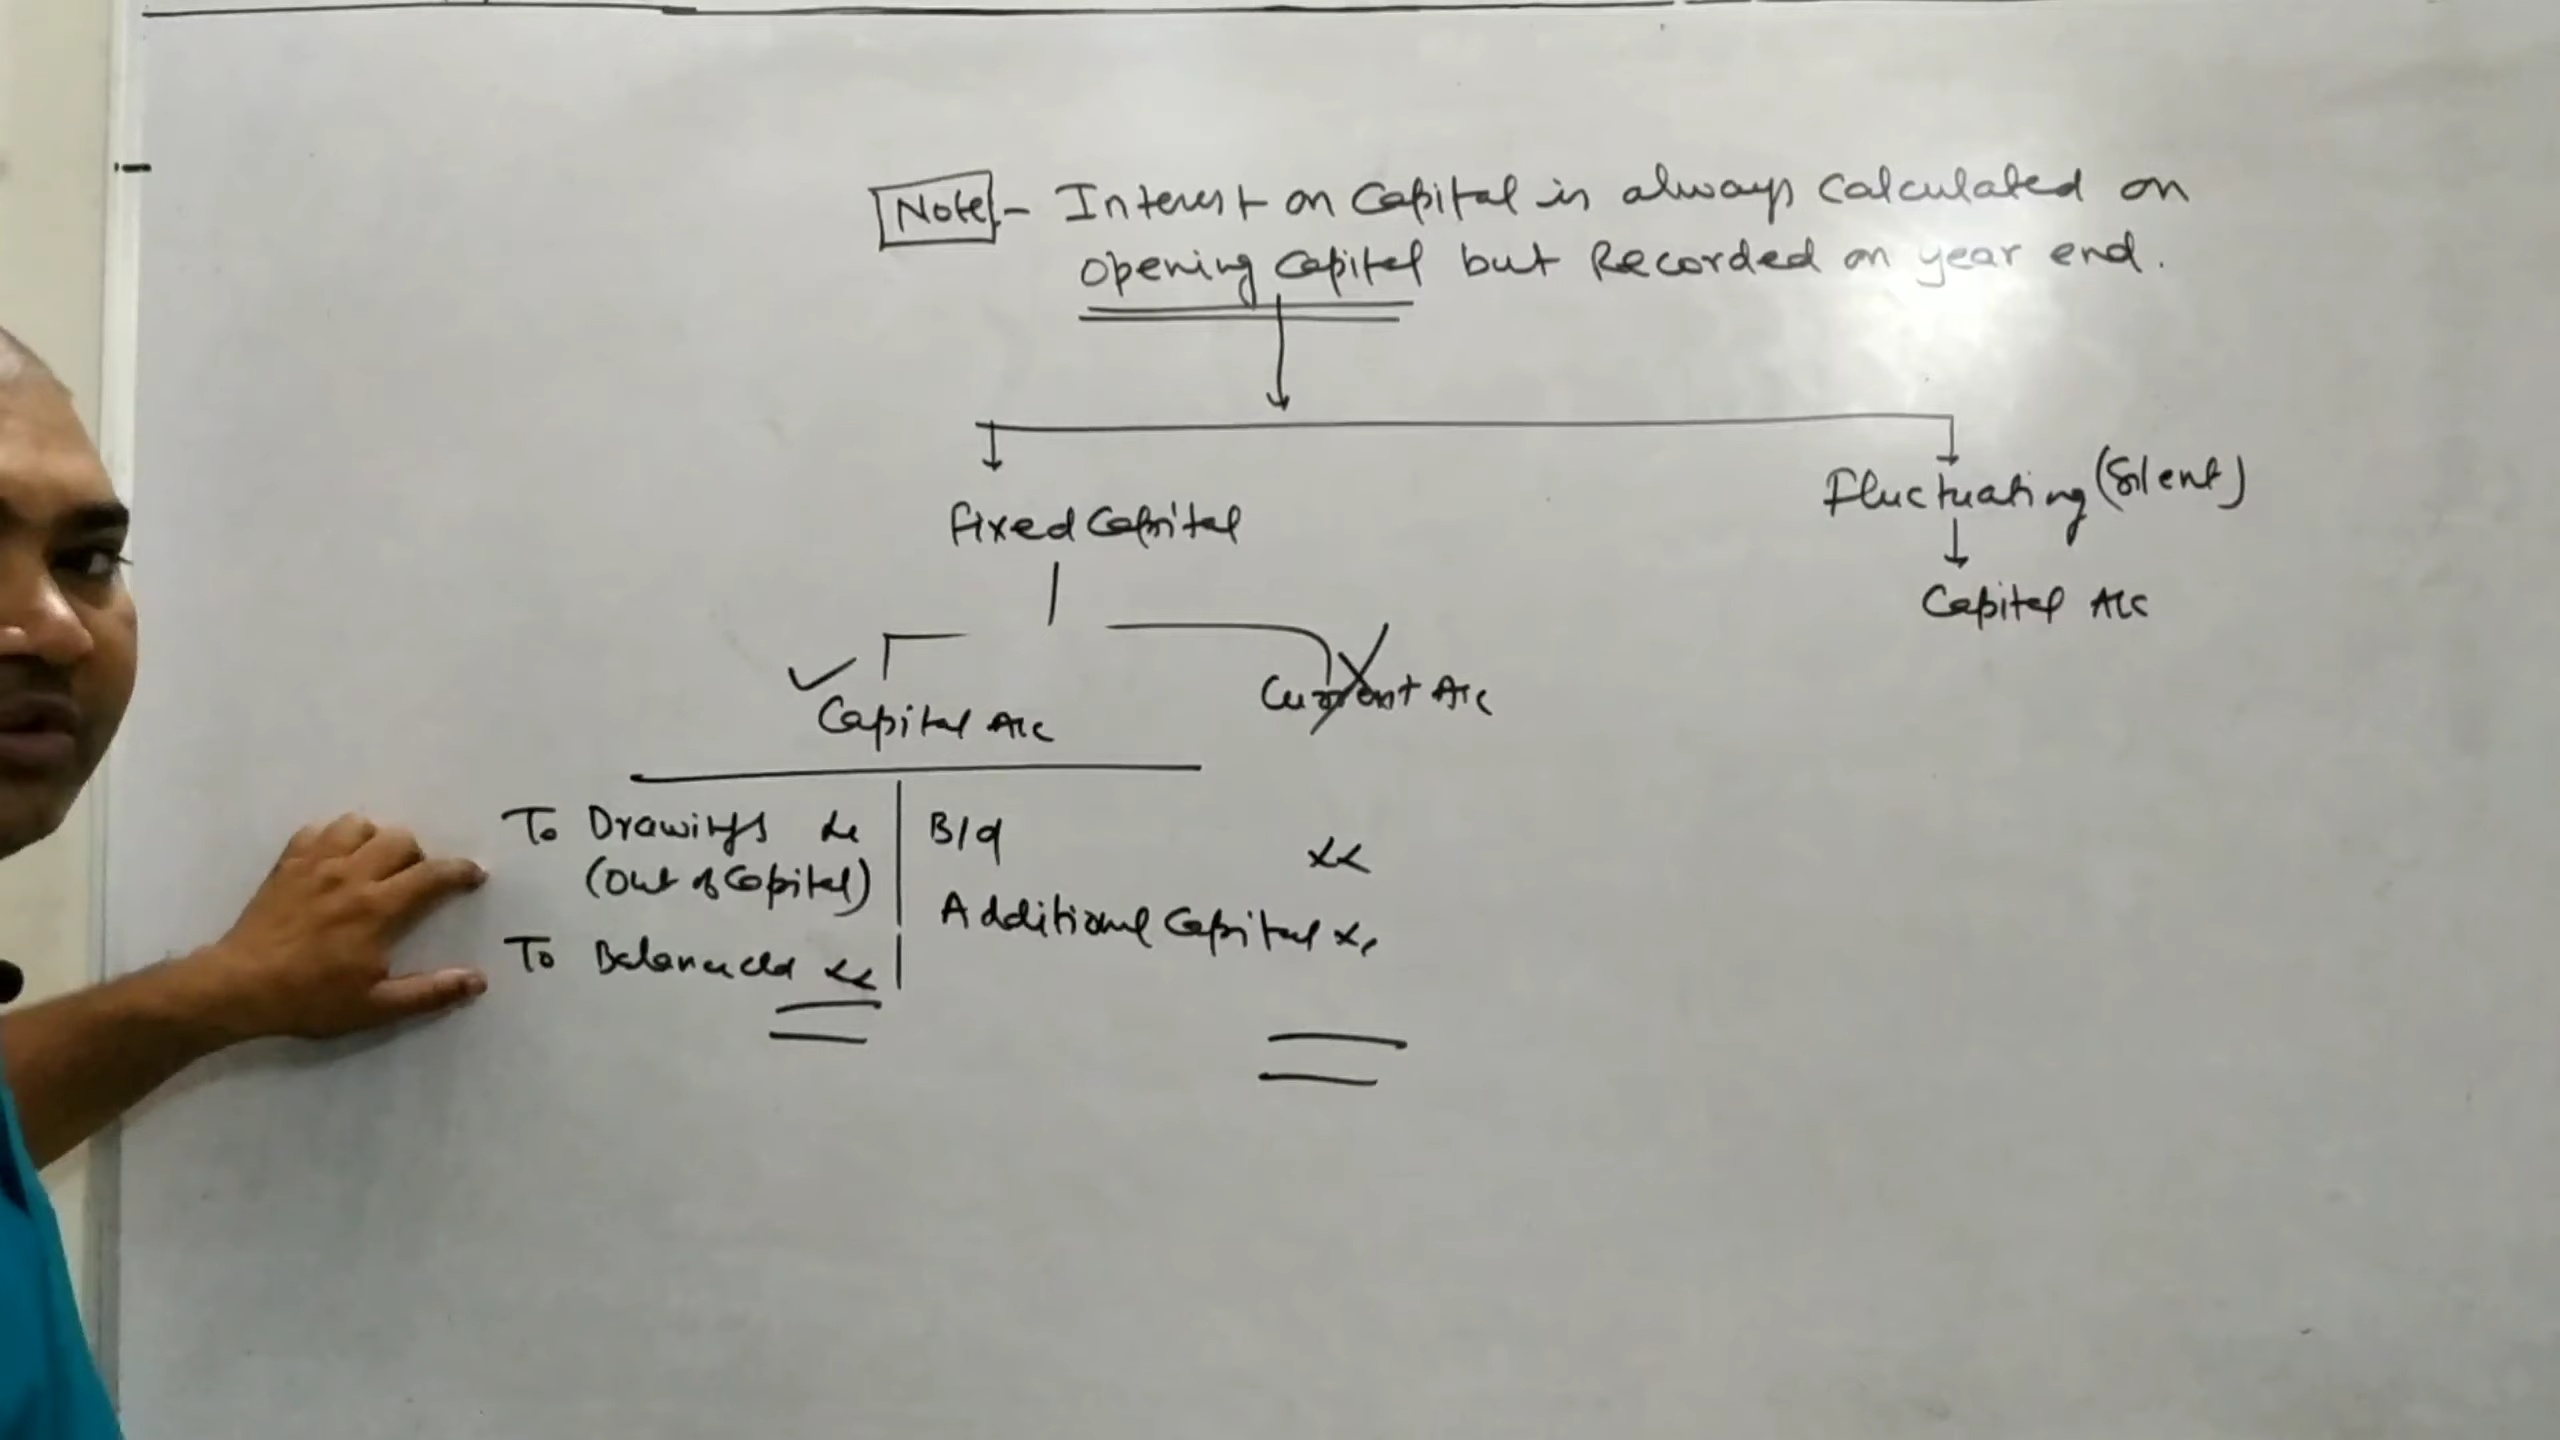 Note - Interest on Capital is always Calculated on
opening Capital but Recorded on year end.
Fixed Capital
Fluctuating (Silent)
Capital A/c
Capital A/c
Current A/c
To Drawings
(Out of Capital)
To Balance c/d
B/d
Additional Capital